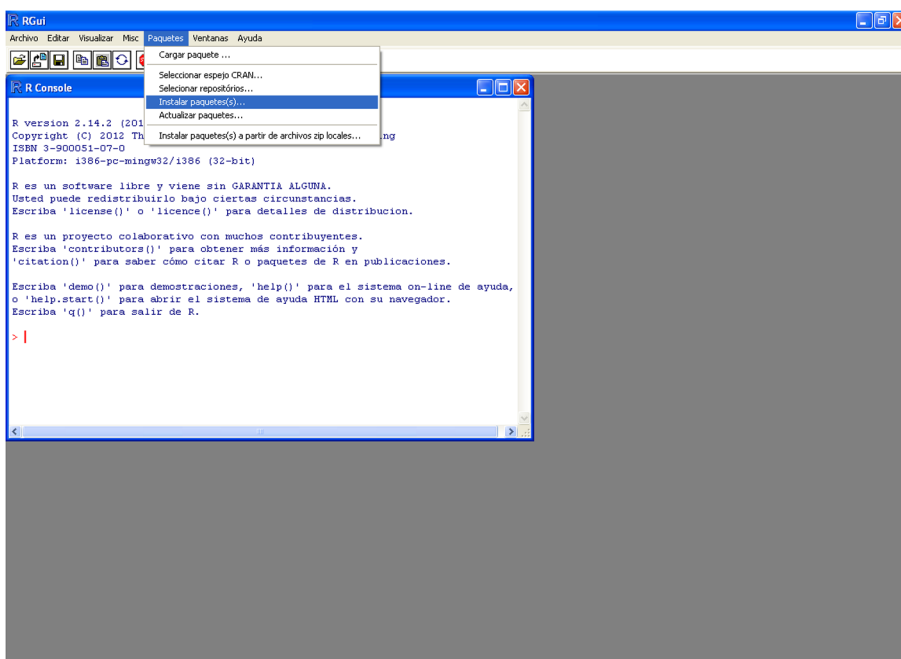 RGui
Archivo Editar Visualizar Misc Paquetes Ventanas Ayuda
Cargar paquete ...
Seleccionar espejo CRAN...
Selecionar repositórios...
Instalar paquetes(s)...
Actualizar paquetes...
Instalar paquetes(s) a partir de archivos zip locales...
R Console
R version 2.14.2 (201
Copyright (C) 2012 Th ng
ISBN 3-900051-07-0
Platform: i386-pc-mingw32/i386 (32-bit)
R es un software libre y viene sin GARANTIA ALGUNA.
Usted puede redistribuirlo bajo ciertas circunstancias.
Escriba 'license()' o 'licence()' para detalles de distribucion.
R es un proyecto colaborativo con muchos contribuyentes.
Escriba 'contributors()' para obtener más información y
'citation()' para saber cómo citar R o paquetes de R en publicaciones.
Escriba 'demo()' para demostraciones, 'help()' para el sistema on-line de ayuda,
o 'help.start()' para abrir el sistema de ayuda HTML con su navegador.
Escriba 'q()' para salir de R.
>